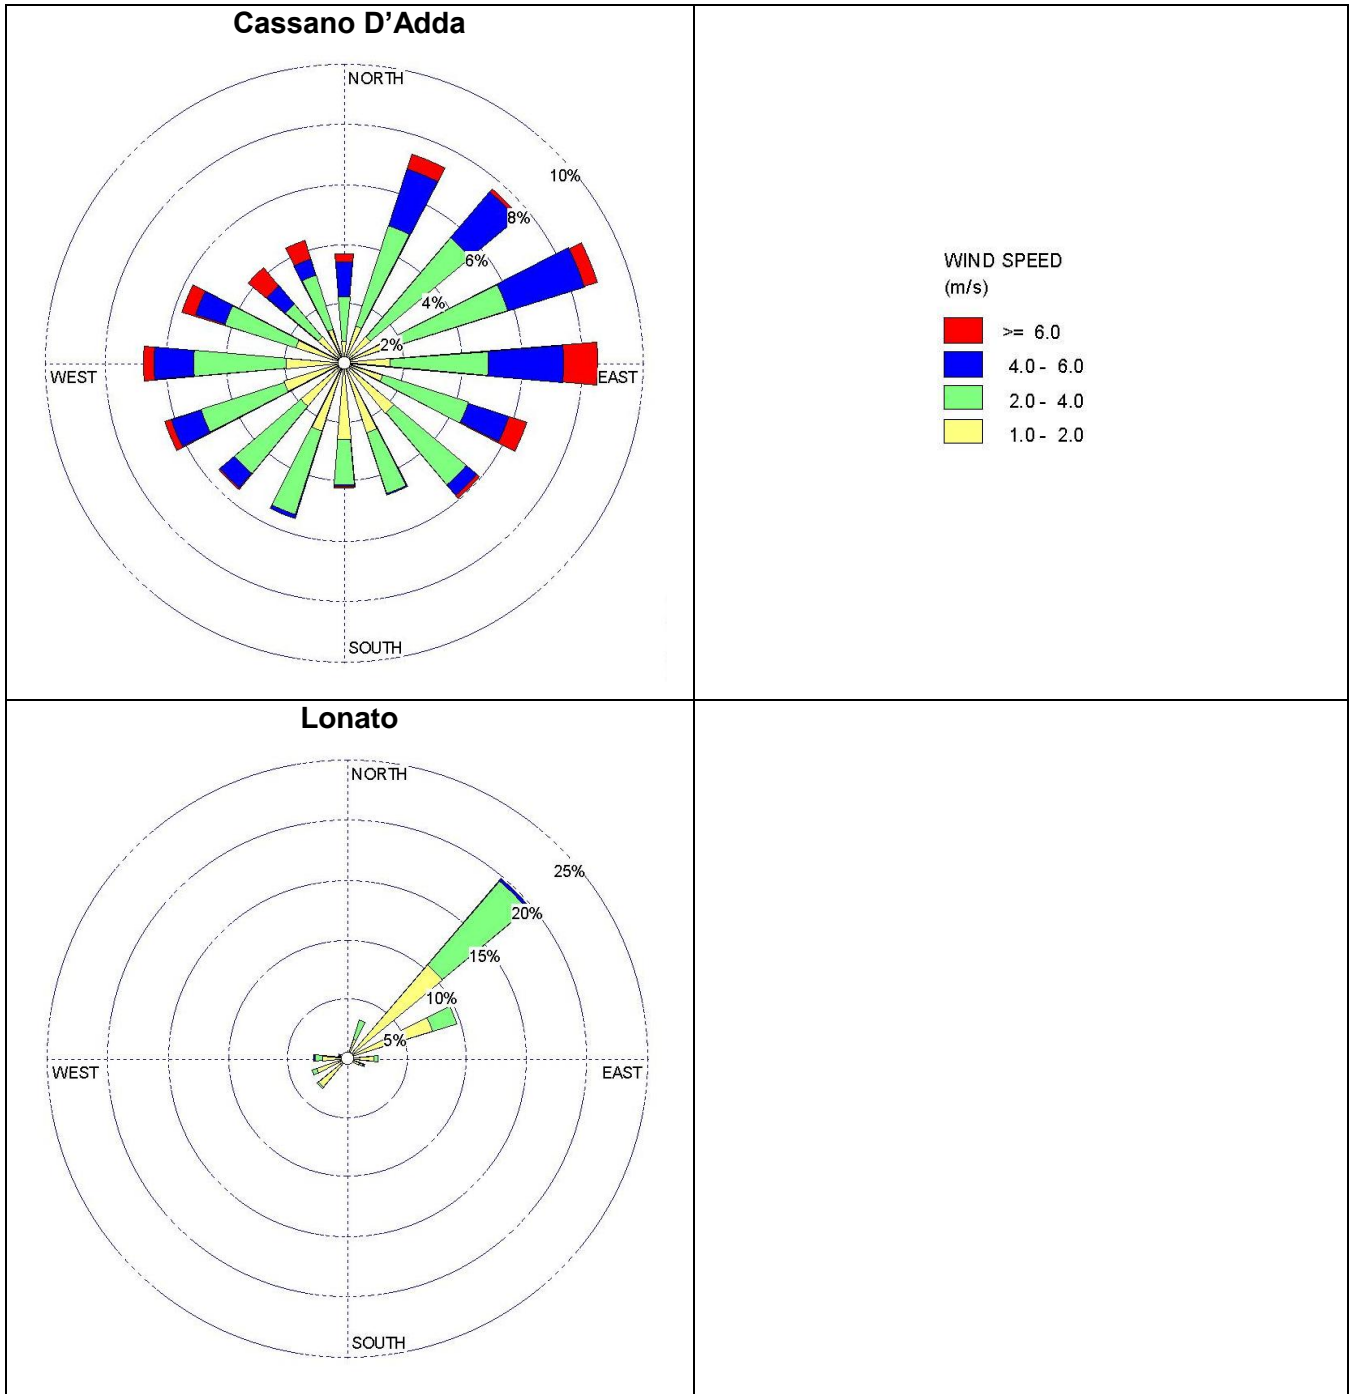 Cassano D’Adda
NORTH
10%
8%
6%
4%
2%
WEST
EAST
SOUTH
WIND SPEED
(m/s)
>= 6.0
4.0 - 6.0
2.0 - 4.0
1.0 - 2.0
Lonato
NORTH
25%
20%
15%
10%
5%
WEST
EAST
SOUTH